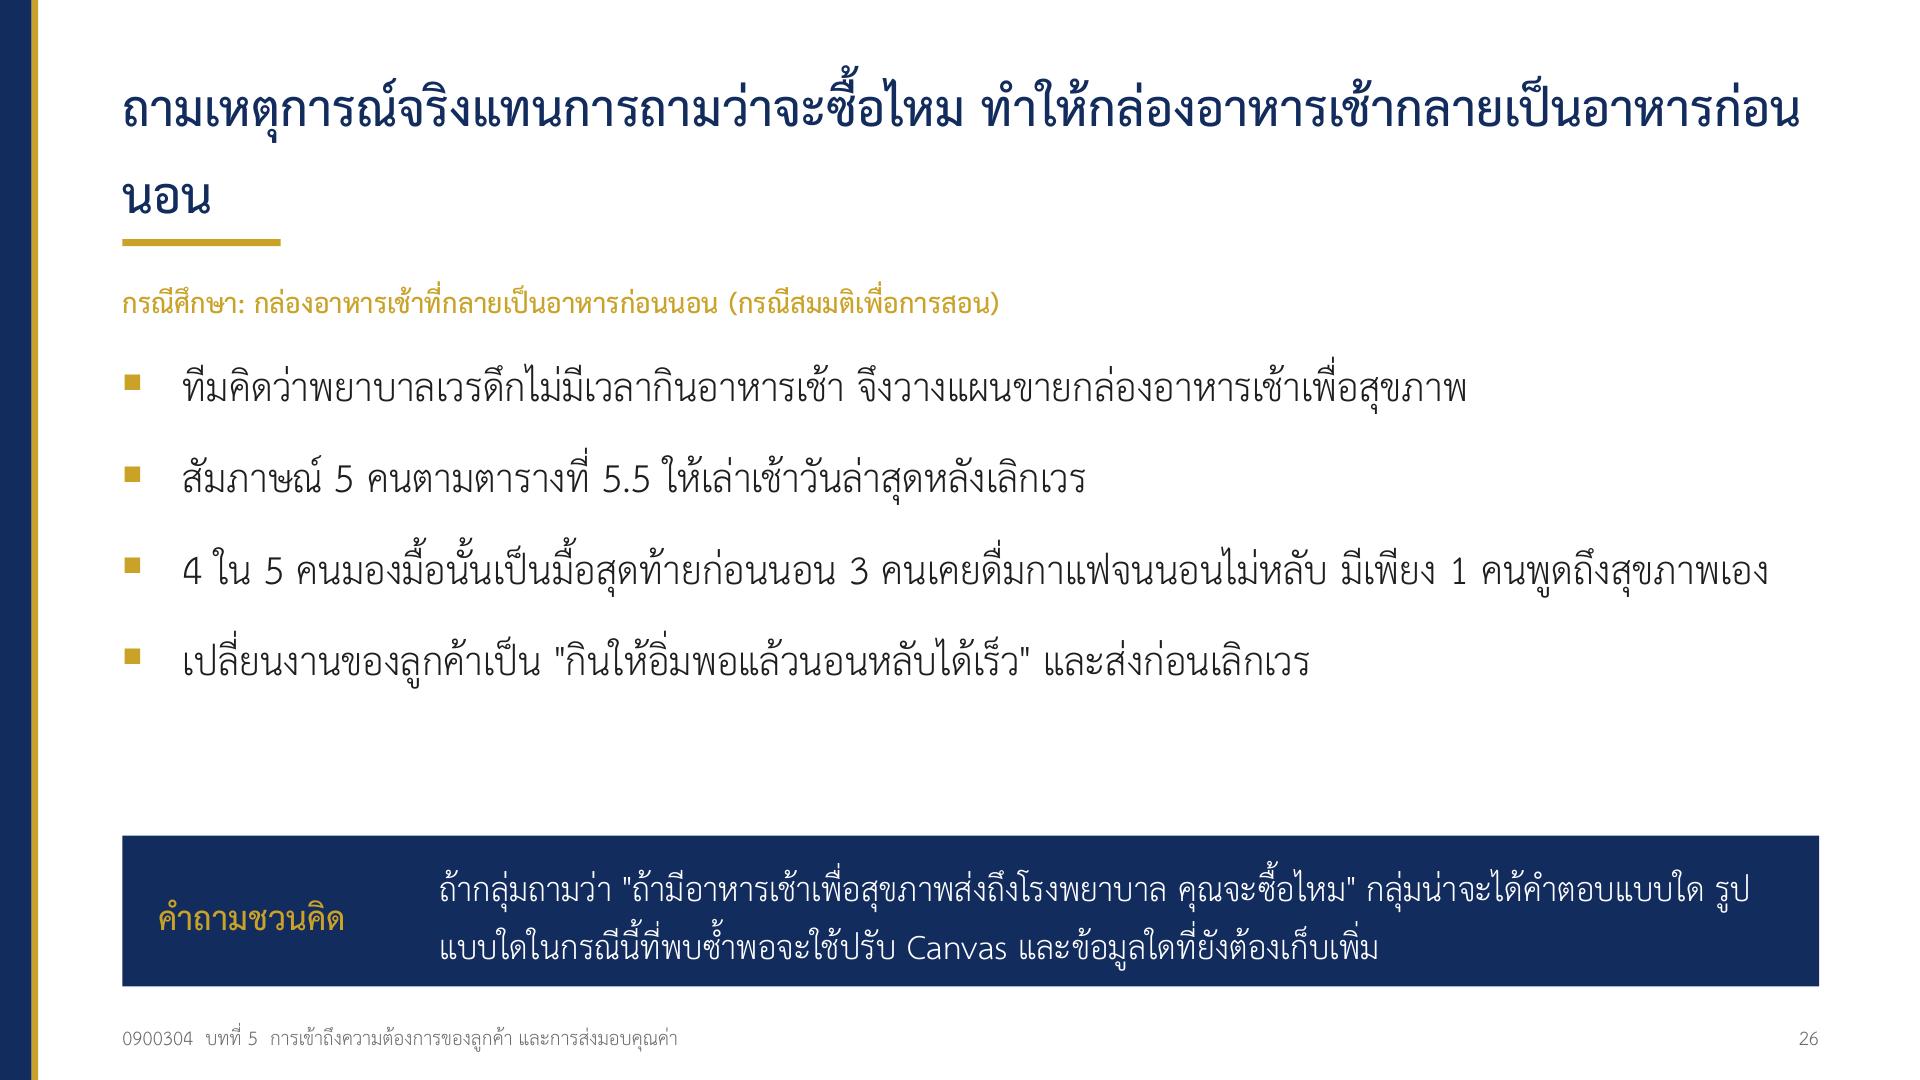 ถามเหตุการณ์จริงแทนการถามว่าจะซื้อไหม ทำให้กล่องอาหารเช้ากลายเป็นอาหารก่อน
นอน
กรณีศึกษา: กล่องอาหารเช้าที่กลายเป็นอาหารก่อนนอน (กรณีสมมติเพื่อการสอน)
■ ทีมคิดว่าพยาบาลเวรดึกไม่มีเวลากินอาหารเช้า จึงวางแผนขายกล่องอาหารเช้าเพื่อสุขภาพ
■ สัมภาษณ์ 5 คนตามตารางที่ 5.5 ให้เล่าเช้าวันล่าสุดหลังเลิกเวร
■ 4 ใน 5 คนมองมื้อนั้นเป็นมื้อสุดท้ายก่อนนอน 3 คนเคยดื่มกาแฟจนนอนไม่หลับ มีเพียง 1 คนพูดถึงสุขภาพเอง
■ เปลี่ยนงานของลูกค้าเป็น "กินให้อิ่มพอแล้วนอนหลับได้เร็ว" และส่งก่อนเลิกเวร
คำถามชวนคิด
ถ้ากลุ่มถามว่า "ถ้ามีอาหารเช้าเพื่อสุขภาพส่งถึงโรงพยาบาล คุณจะซื้อไหม" กลุ่มน่าจะได้คำตอบแบบใด รูป
แบบใดในกรณีนี้ที่พบซ้ำพอจะใช้ปรับ Canvas และข้อมูลใดที่ยังต้องเก็บเพิ่ม
0900304 บทที่ 5 การเข้าถึงความต้องการของลูกค้า และการส่งมอบคุณค่า
26